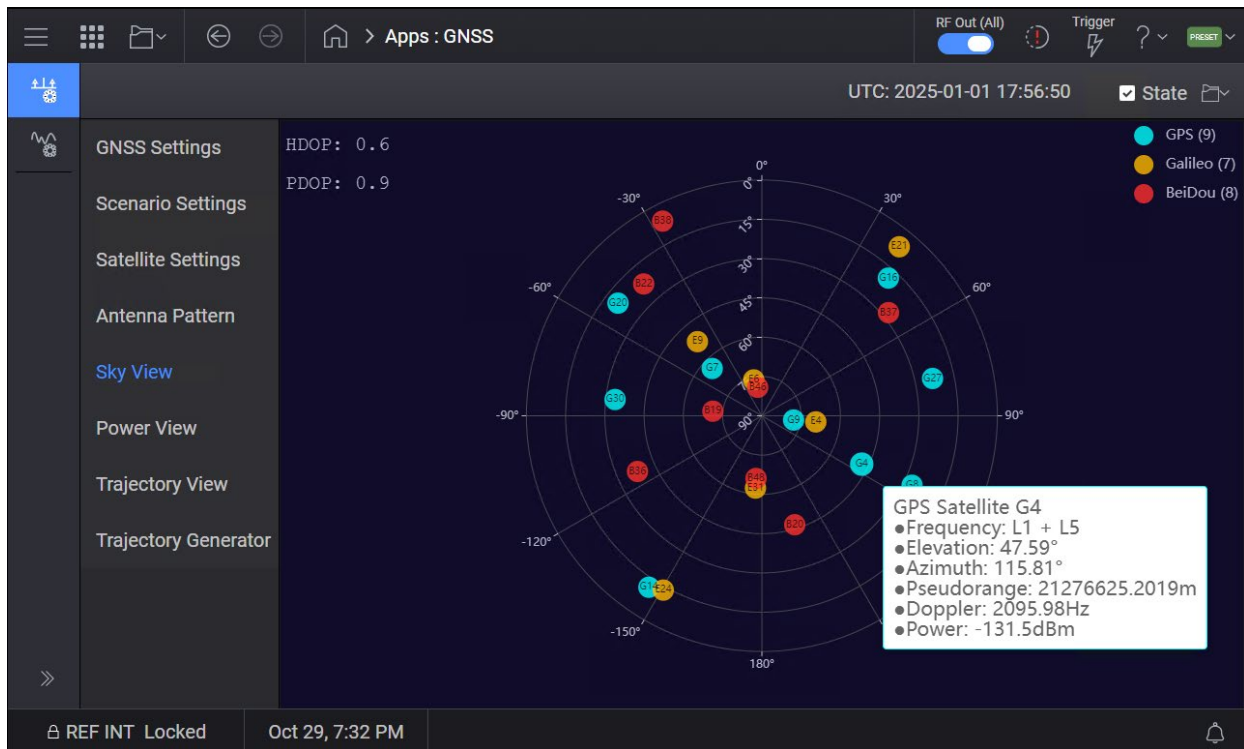 RF Out (All)
Trigger
> Apps : GNSS
?
PRESET
UTC: 2025-01-01 17:56:50
State
GNSS Settings
Scenario Settings
Satellite Settings
Antenna Pattern
Sky View
Power View
Trajectory View
Trajectory Generator
HDOP: 0.6
PDOP: 0.9
GPS (9)
Galileo (7)
BeiDou (8)
0°
30°
60°
90°
180°
-150°
-120°
-90°
-60°
-30°
0°
15°
30°
45°
60°
90°
B38
E21
G16
B22
G20
B37
E9
G7
E6
B46
G27
G30
B19
G9
E4
G4
B36
B48
E31
G8
B20
G14
E24
GPS Satellite G4
●Frequency: L1 + L5
●Elevation: 47.59°
●Azimuth: 115.81°
●Pseudorange: 21276625.2019m
●Doppler: 2095.98Hz
●Power: -131.5dBm
REF INT Locked
Oct 29, 7:32 PM